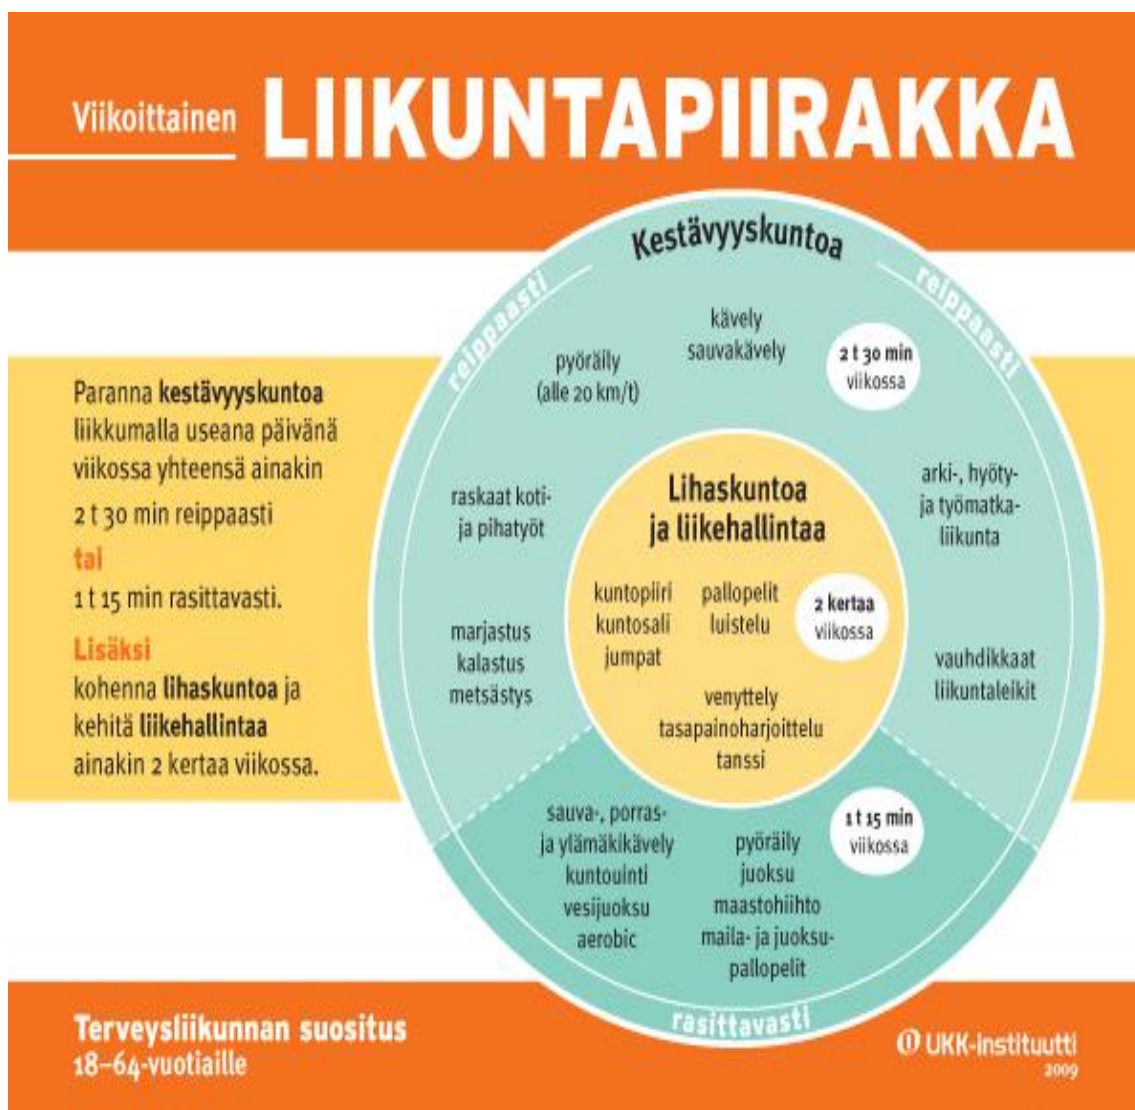 Viikoittainen LIIKUNTAPIIRAKKA
Paranna kestävyyskuntoa
liikkumalla useana päivänä
viikossa yhteensä ainakin
2 t 30 min reippaasti
tai
1 t 15 min rasittavasti.
Lisäksi
kohenna lihaskuntoa ja
kehitä liikehallintaa
ainakin 2 kertaa viikossa.
Kestävyyskuntoa
reippaasti
reippaasti
kävely
sauvakävely
2 t 30 min
viikossa
pyöräily
(alle 20 km/t)
raskaat koti-
ja pihatyöt
marjastus
kalastus
metsästys
arki-, hyöty-
ja työmatka-
liikunta
vauhdikkaat
liikuntaleikit
Lihaskuntoa
ja liikehallintaa
kuntopiiri
kuntosali
jumpat
pallopelit
luistelu
2 kertaa
viikossa
venyttely
tasapainoharjoittelu
tanssi
sauva-, porras-
ja ylämäkikävely
kuntouinti
vesijuoksu
aerobic
pyöräily
juoksu
maastohiihto
maila- ja juoksu-
pallopelit
1 t 15 min
viikossa
rasittavasti
Terveysliikunnan suositus
18–64-vuotiaille
UKK-instituutti
2009